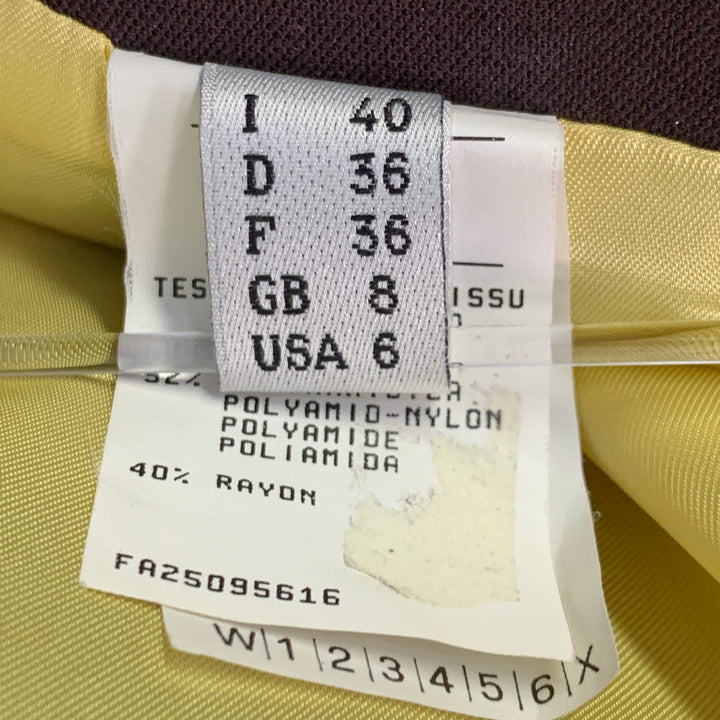 I 40
D 36
F 36
GB 8
USA 6
TES ISSU
52%
POLYAMID-NYLON
POLYAMIDE
POLIAMIDA
40% RAYON
FA25095616
W|1|2|3|4|5|6|X